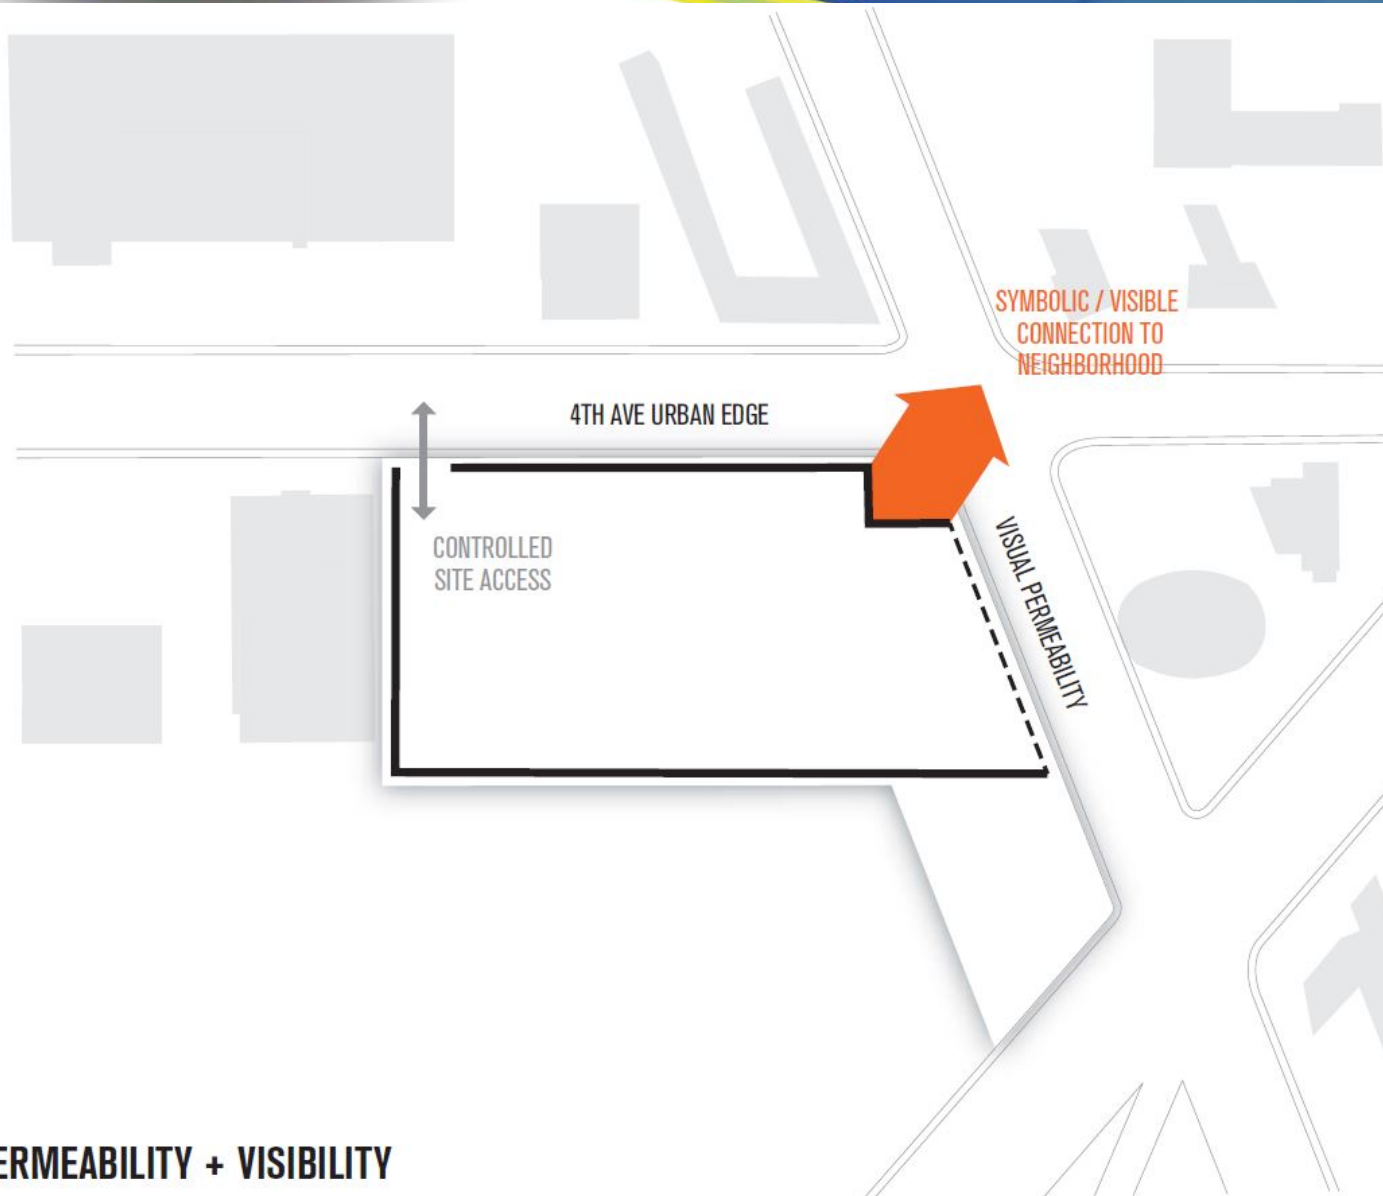 SYMBOLIC / VISIBLE
CONNECTION TO
NEIGHBORHOOD
4TH AVE URBAN EDGE
CONTROLLED
SITE ACCESS
VISUAL PERMEABILITY
ERMEABILITY + VISIBILITY